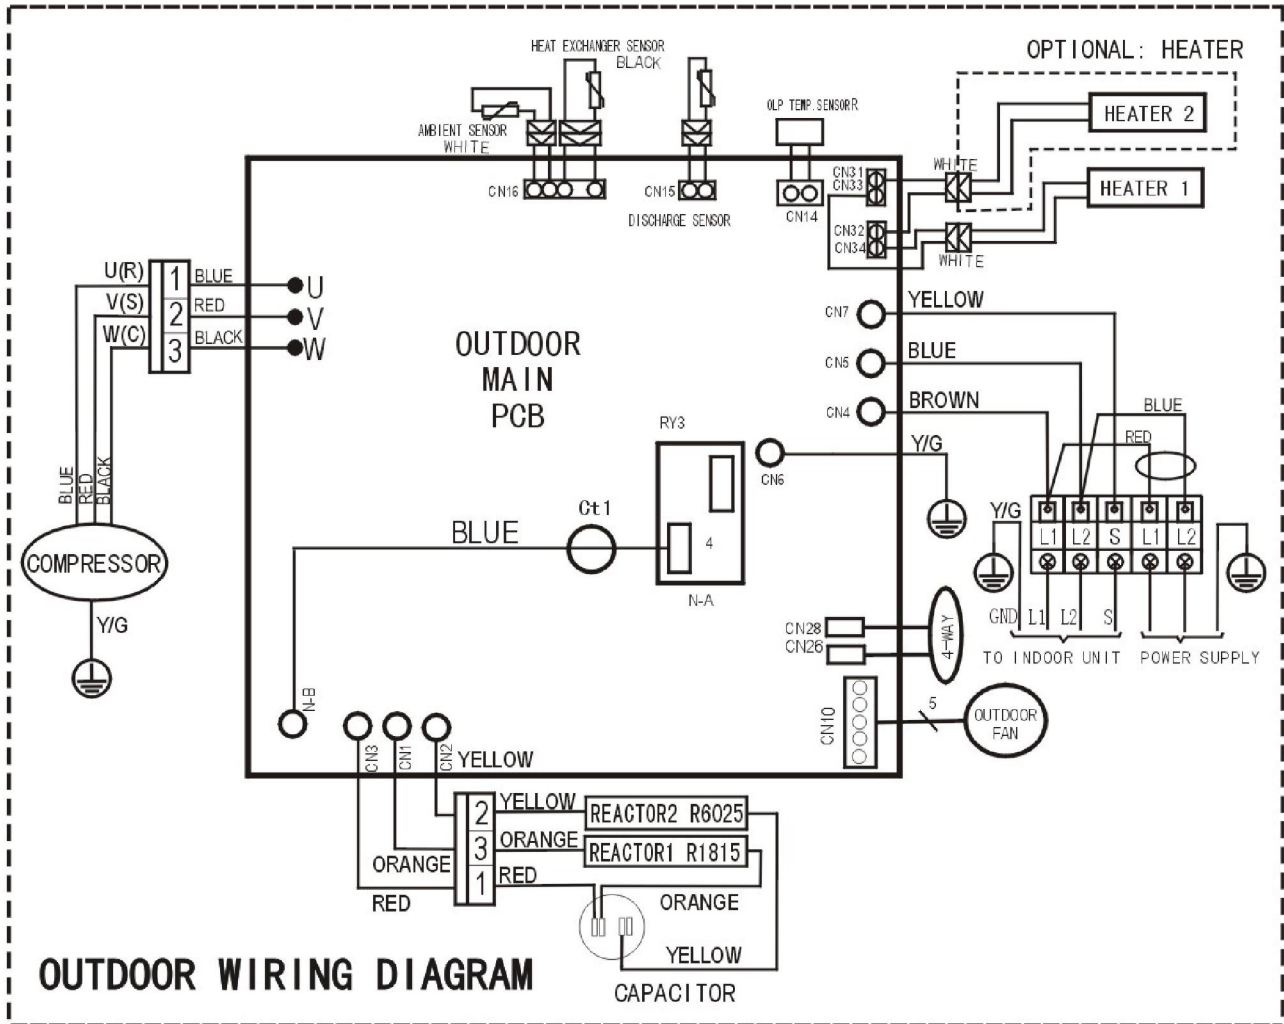 HEAT EXCHANGER SENSOR
BLACK
OPTIONAL: HEATER
AMBIENT SENSOR
WHITE
OLP TEMP.SENSORR
HEATER 2
HEATER 1
WHITE
WHITE
CN16
CN15
DISCHARGE SENSOR
CN14
CN31
CN33
CN32
CN34
U(R)
V(S)
W(C)
1
2
3
BLUE
RED
BLACK
U
V
W
OUTDOOR
MAIN
PCB
CN7
YELLOW
CN5
BLUE
CN4
BROWN
Y/G
CN6
RY3
4
N-A
Ct1
BLUE
BLUE
RED
BLACK
COMPRESSOR
Y/G
BLUE
RED
Y/G
L1 L2 S L1 L2
GND L1 L2 S
TO INDOOR UNIT
POWER SUPPLY
CN28
CN26
4-WAY
CN10
5
OUTDOOR
FAN
N-B
CN3
CN1
CN2
YELLOW
2
3
1
YELLOW
ORANGE
RED
REACTOR2 R6025
REACTOR1 R1815
ORANGE
RED
ORANGE
YELLOW
CAPACITOR
OUTDOOR WIRING DIAGRAM